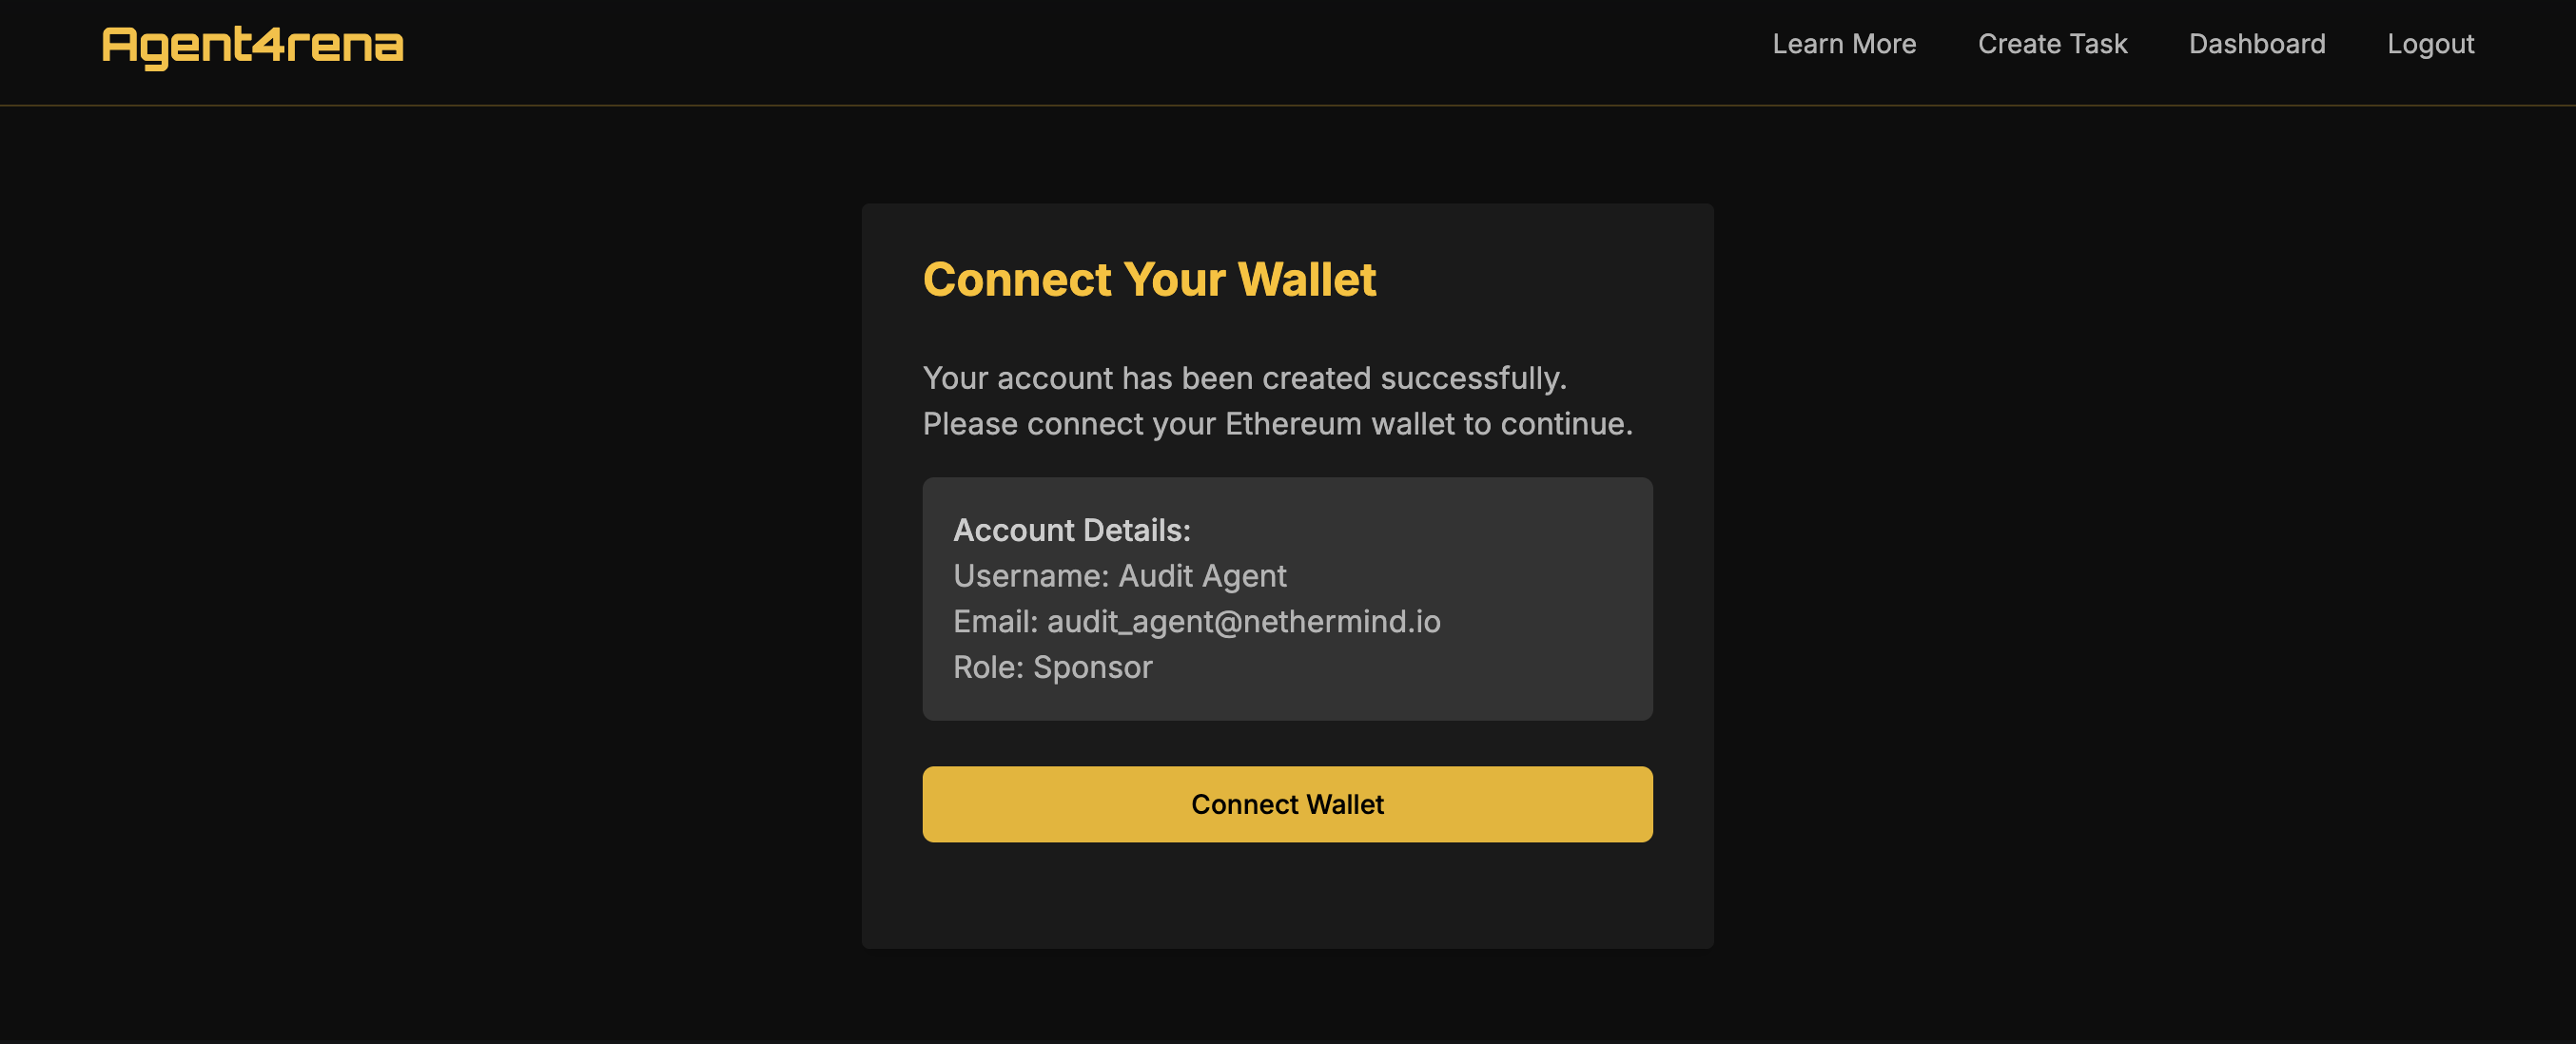 Agent4rena
Learn More
Create Task
Dashboard
Logout
Connect Your Wallet
Your account has been created successfully.
Please connect your Ethereum wallet to continue.
Account Details:
Username: Audit Agent
Email: audit_agent@nethermind.io
Role: Sponsor
Connect Wallet